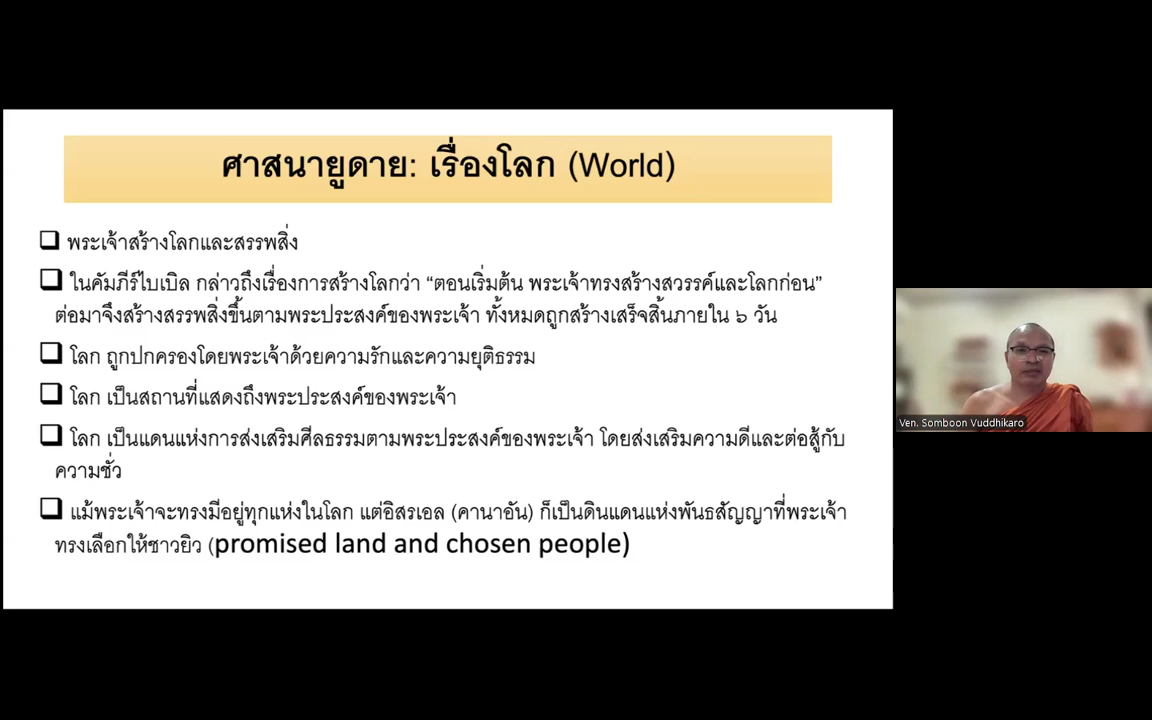 ศาสนายูดาย: เรื่องโลก (World)
❑ พระเจ้าสร้างโลกและสรรพสิ่ง
❑ ในคัมภีร์ไบเบิล กล่าวถึงเรื่องการสร้างโลกว่า “ตอนเริ่มต้น พระเจ้าทรงสร้างสวรรค์และโลกก่อน”
ต่อมาจึงสร้างสรรพสิ่งขึ้นตามพระประสงค์ของพระเจ้า ทั้งหมดถูกสร้างเสร็จสิ้นภายใน ๖ วัน
❑ โลก ถูกปกครองโดยพระเจ้าด้วยความรักและความยุติธรรม
❑ โลก เป็นสถานที่แสดงถึงพระประสงค์ของพระเจ้า
❑ โลก เป็นแดนแห่งการส่งเสริมศีลธรรมตามพระประสงค์ของพระเจ้า โดยส่งเสริมความดีและต่อสู้กับ
ความชั่ว
❑ แม้พระเจ้าจะทรงมีอยู่ทุกแห่งในโลก แต่อิสรเอล (คานาอัน) ก็เป็นดินแดนแห่งพันธสัญญาที่พระเจ้า
ทรงเลือกให้ชาวยิว (promised land and chosen people)
Ven. Somboon Vuddhikaro